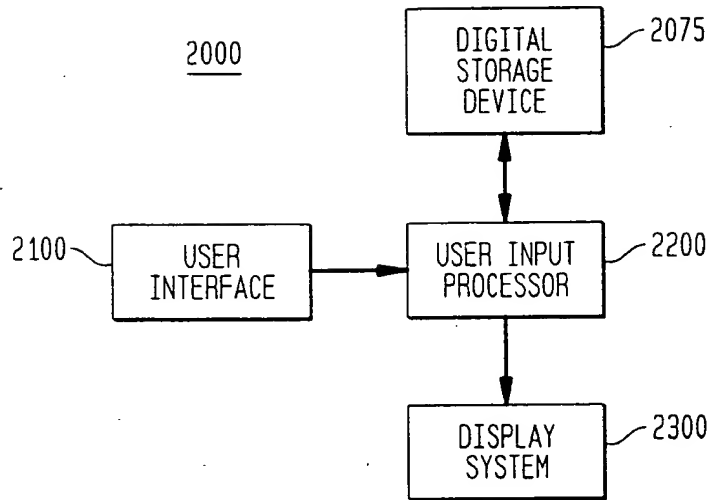 2000
DIGITAL
STORAGE
DEVICE
2075
2100
USER
INTERFACE
USER INPUT
PROCESSOR
2200
DISPLAY
SYSTEM
2300